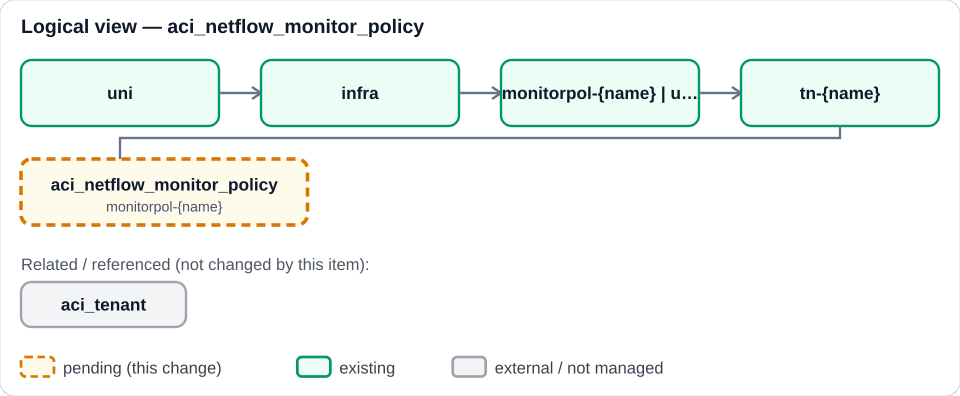 Logical view — aci_netflow_monitor_policy
uni
infra
monitorpol-{name} | u...
tn-{name}
aci_netflow_monitor_policy
monitorpol-{name}
Related / referenced (not changed by this item):
aci_tenant
pending (this change)
existing
external / not managed